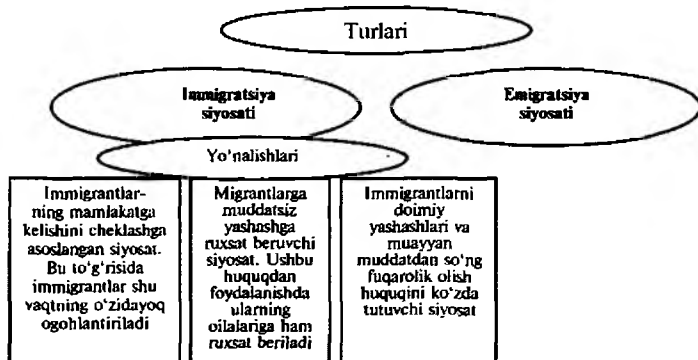 Turlari
Immigratsiya
siyosati
Emigratsiya
siyosati
Yo'nalishlari
Immigrantlar-
ning mamlakatga
kelishini cheklashga
asoslangan siyosat.
Bu to'g'risida
immigrantlar shu
vaqtning o'zidayoq
ogohlantiriladi
Migrantlarga
muddatsiz
yashashga
ruxsat beruvchi
siyosat. Ushbu
huquqdan
foydalanishda
ularning
oilalariga ham
ruxsat beriladi
Immigrantlarni
doimiy
yashashlari va
muayyan
muddatdan so'ng
fuqarolik olish
huquqini ko'zda
tutuvchi siyosat